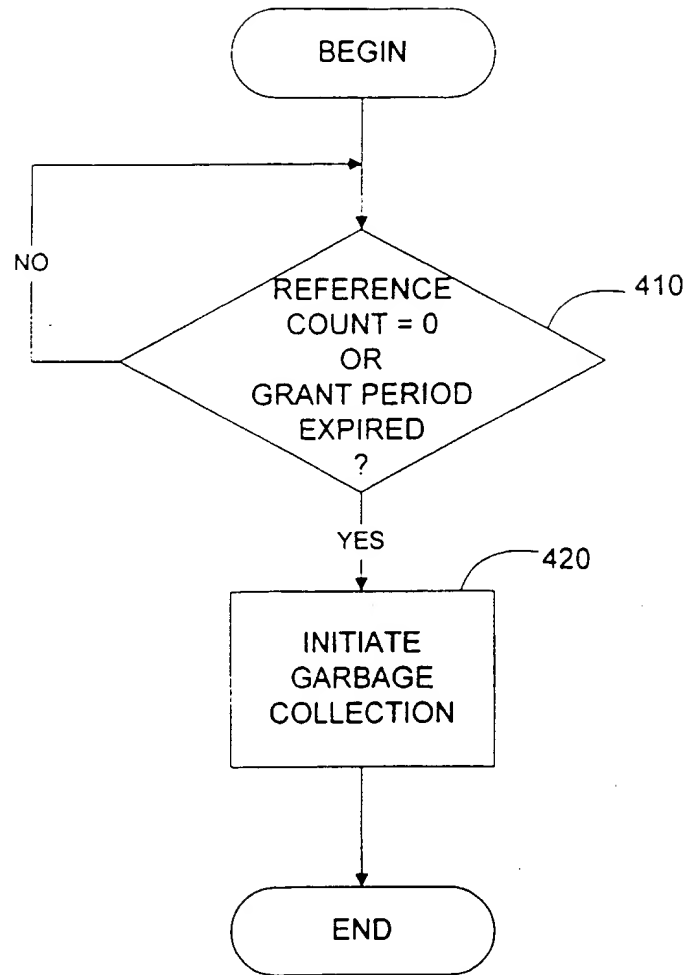 BEGIN
NO
REFERENCE
COUNT = 0
OR
GRANT PERIOD
EXPIRED
?
410
YES
420
INITIATE
GARBAGE
COLLECTION
END